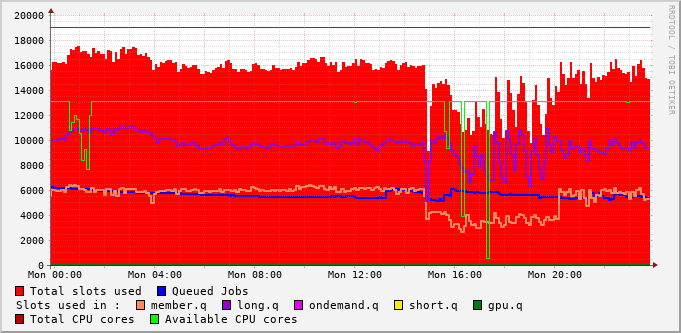 20000
18000
16000
14000
12000
10000
8000
6000
4000
2000
0
Mon 00:00 Mon 04:00 Mon 08:00 Mon 12:00 Mon 16:00 Mon 20:00
Total slots used Queued Jobs
Slots used in : member.q long.q ondemand.q short.q gpu.q
Total CPU cores Available CPU cores
RRDTOOL / TOBI OETIKER